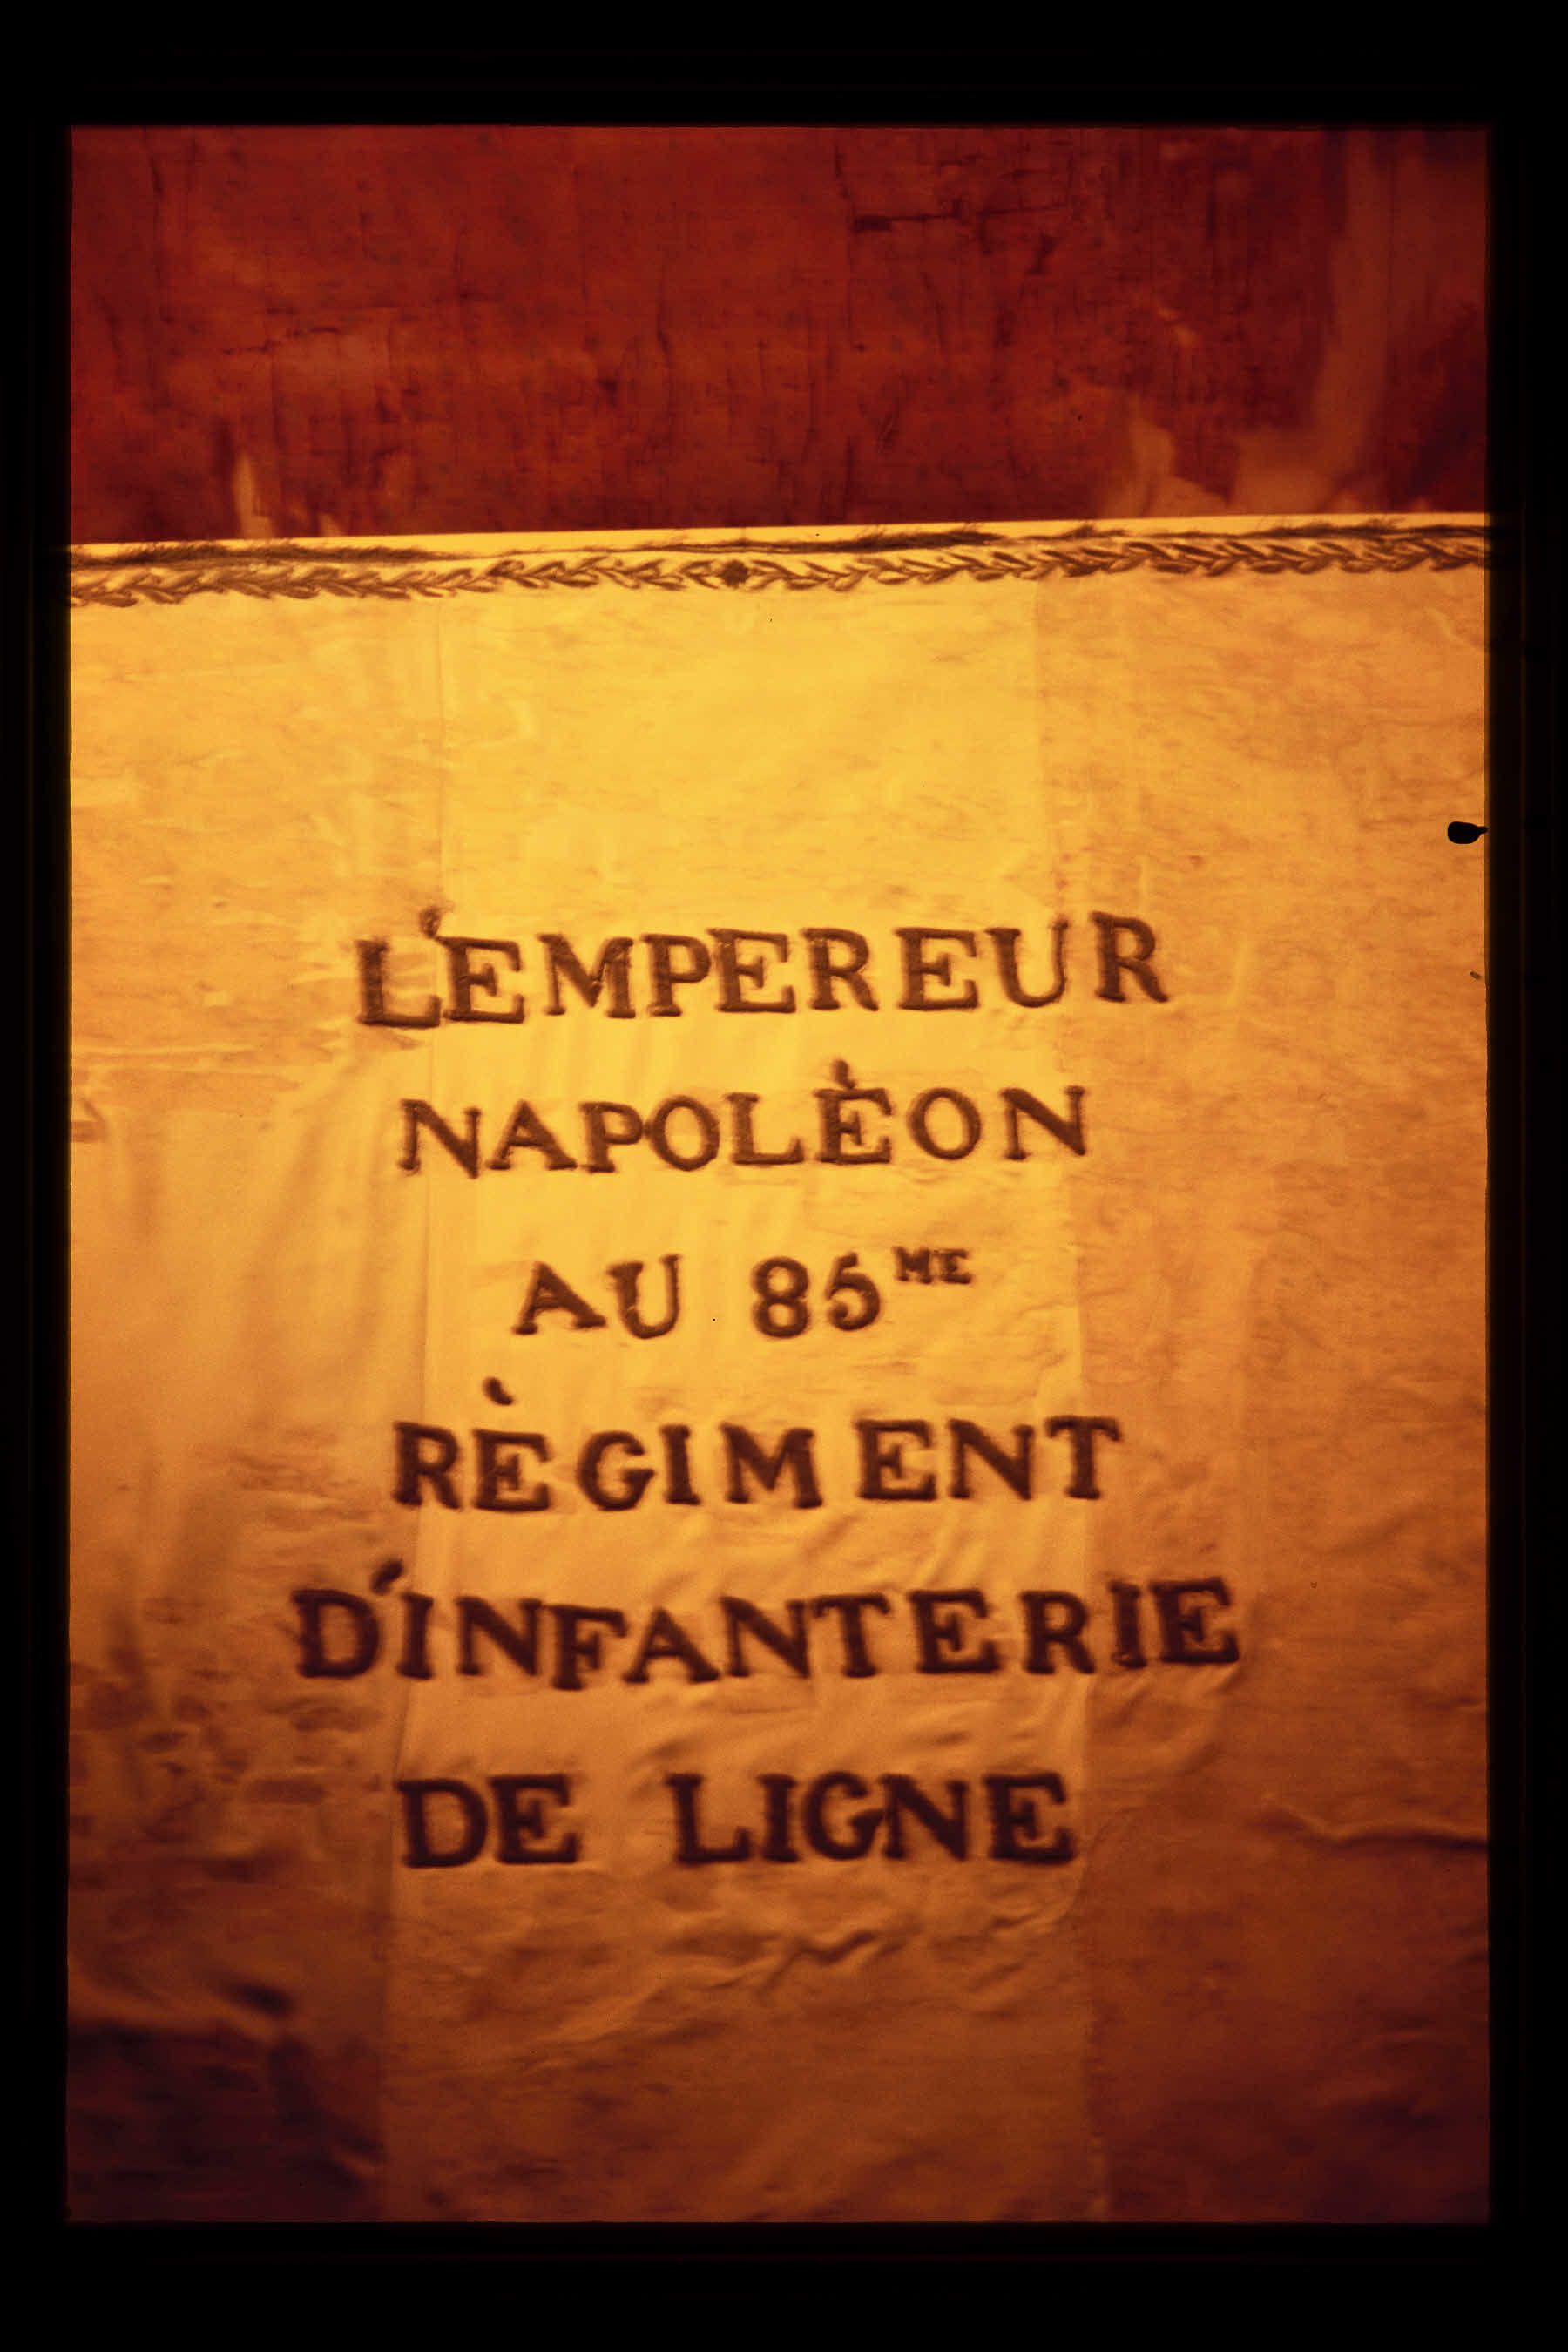 L'EMPEREUR
NAPOLÈON
AU 85ME
RÈGIMENT
D'INFANTERIE
DE LIGNE